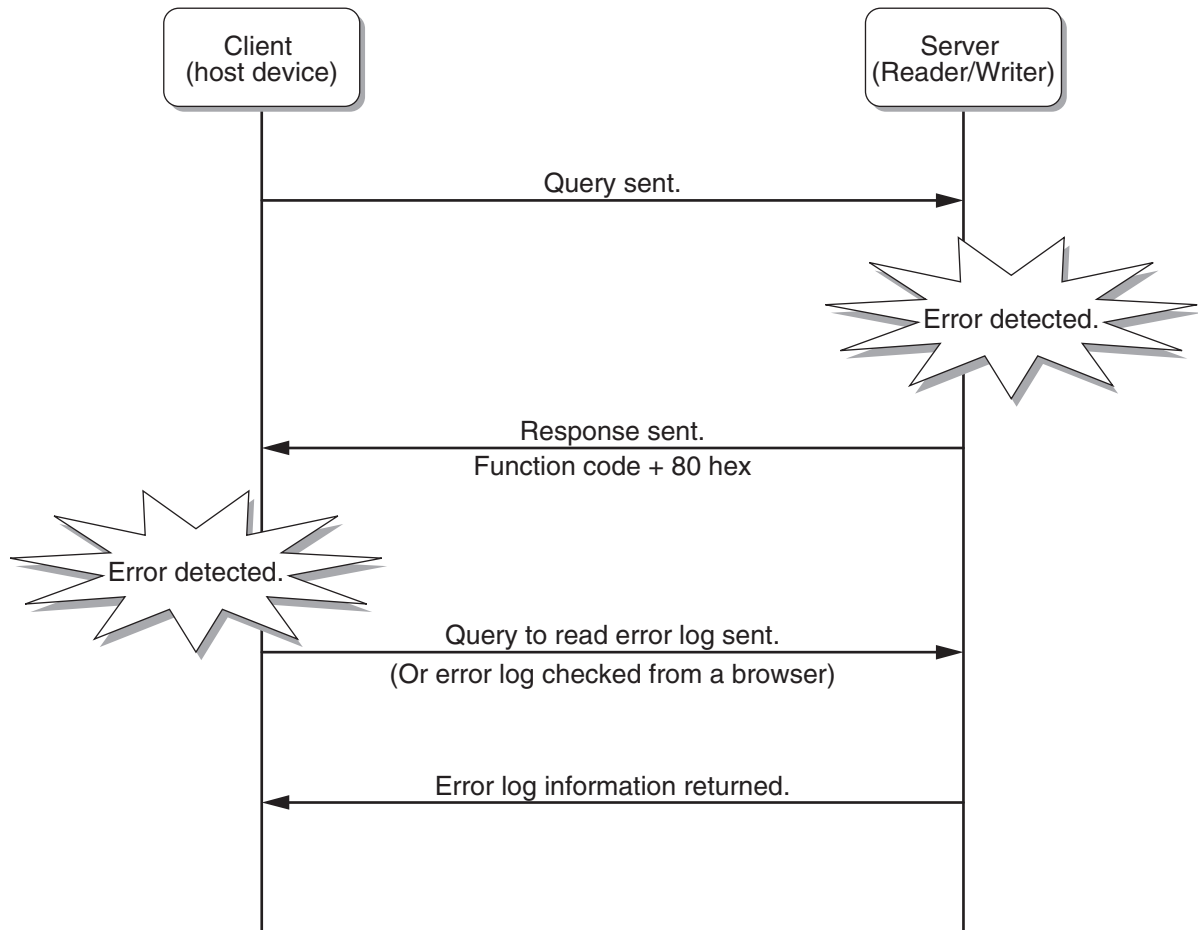 Client
(host device)
Server
(Reader/Writer)
Query sent.
Error detected.
Response sent.
Function code + 80 hex
Error detected.
Query to read error log sent.
(Or error log checked from a browser)
Error log information returned.